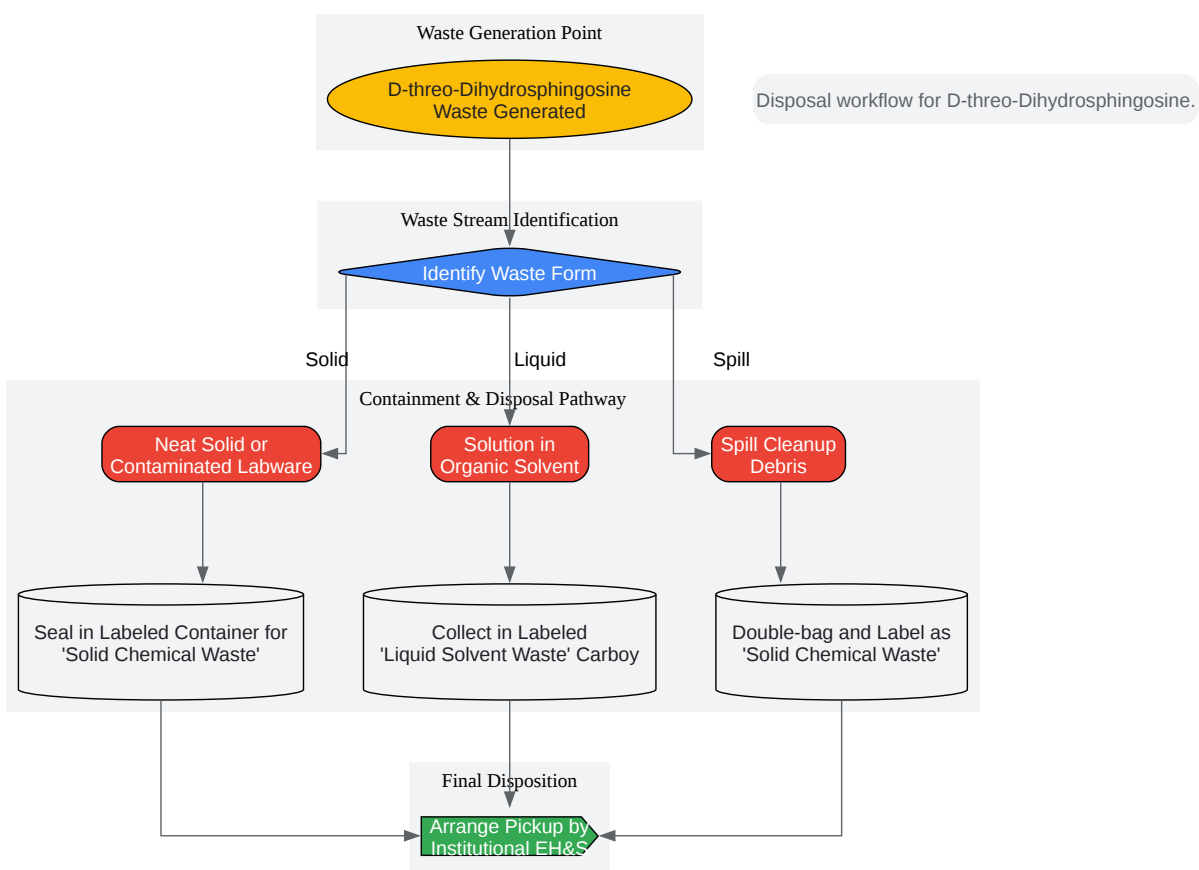 Waste Generation Point
D-threo-Dihydrosphingosine
Waste Generated
Disposal workflow for D-threo-Dihydrosphingosine.
Waste Stream Identification
Identify Waste Form
Solid
Liquid
Spill
Containment & Disposal Pathway
Neat Solid or
Contaminated Labware
Solution in
Organic Solvent
Spill Cleanup
Debris
Seal in Labeled Container for
'Solid Chemical Waste'
Collect in Labeled
'Liquid Solvent Waste' Carboy
Double-bag and Label as
'Solid Chemical Waste'
Final Disposition
Arrange Pickup by
Institutional EH&S